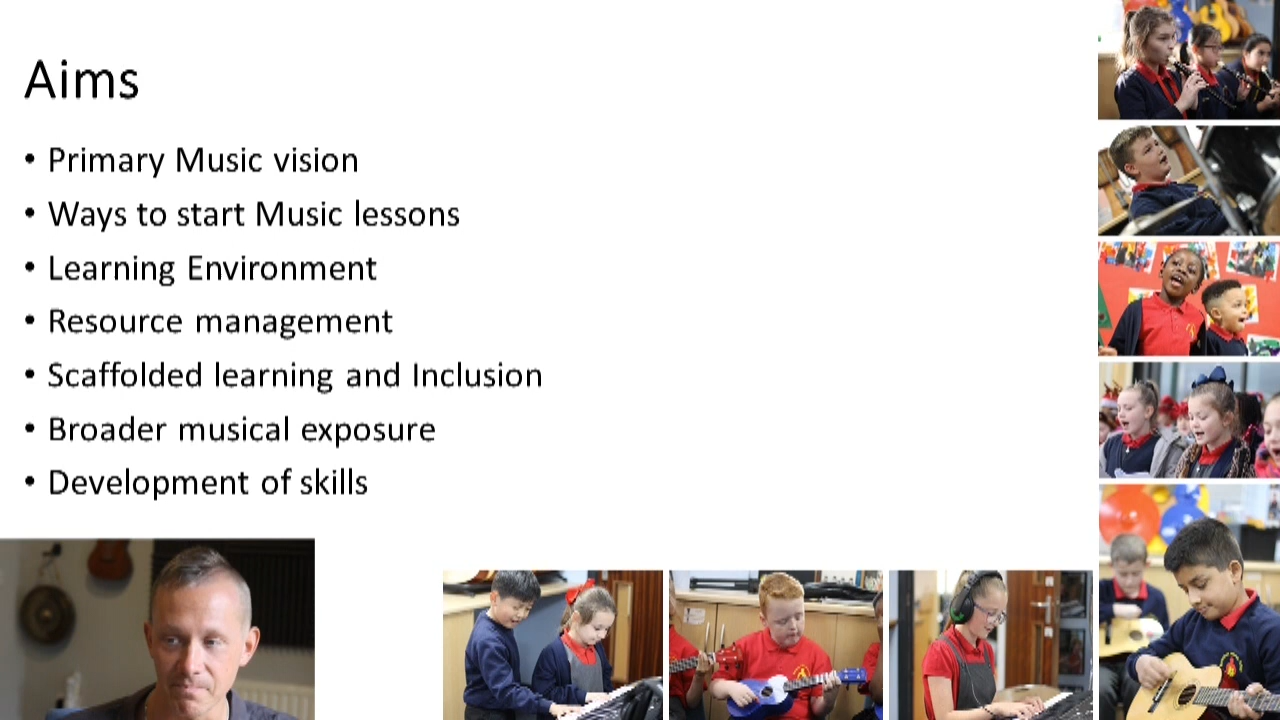 Aims
• Primary Music vision
• Ways to start Music lessons
• Learning Environment
• Resource management
• Scaffolded learning and Inclusion
• Broader musical exposure
• Development of skills